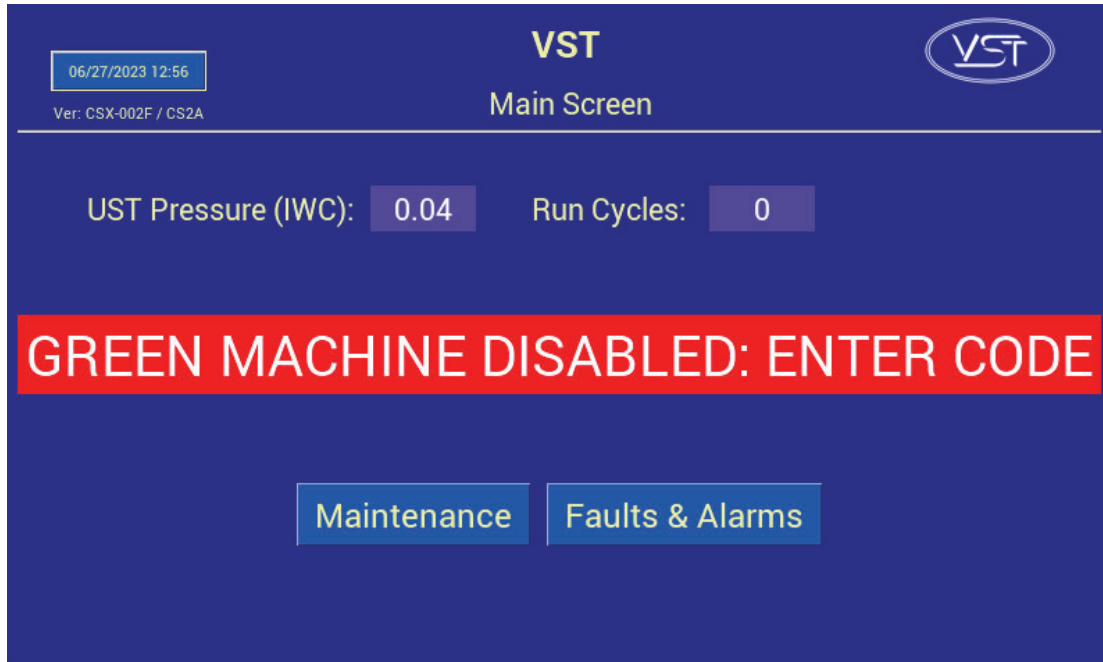 VST
VST
06/27/2023 12:56
Main Screen
Ver: CSX-002F / CS2A
UST Pressure (IWC): 0.04 Run Cycles: 0
GREEN MACHINE DISABLED: ENTER CODE
Maintenance Faults & Alarms